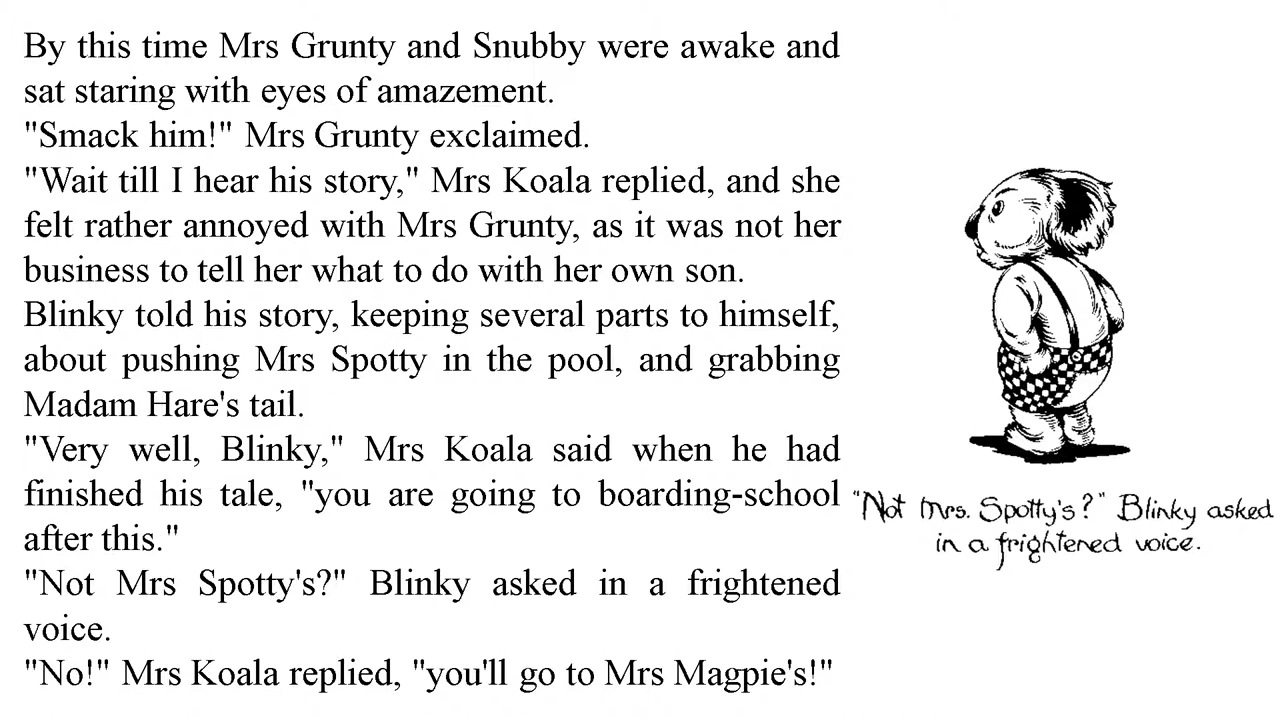 By this time Mrs Grunty and Snubby were awake and
sat staring with eyes of amazement.
"Smack him!" Mrs Grunty exclaimed.
"Wait till I hear his story," Mrs Koala replied, and she
felt rather annoyed with Mrs Grunty, as it was not her
business to tell her what to do with her own son.
Blinky told his story, keeping several parts to himself,
about pushing Mrs Spotty in the pool, and grabbing
Madam Hare's tail.
"Very well, Blinky," Mrs Koala said when he had
finished his tale, "you are going to boarding-school
after this."
"Not Mrs Spotty's?" Blinky asked in a frightened
voice.
"No!" Mrs Koala replied, "you'll go to Mrs Magpie's!"
"Not Mrs. Spotty's?" Blinky asked
in a frightened voice.